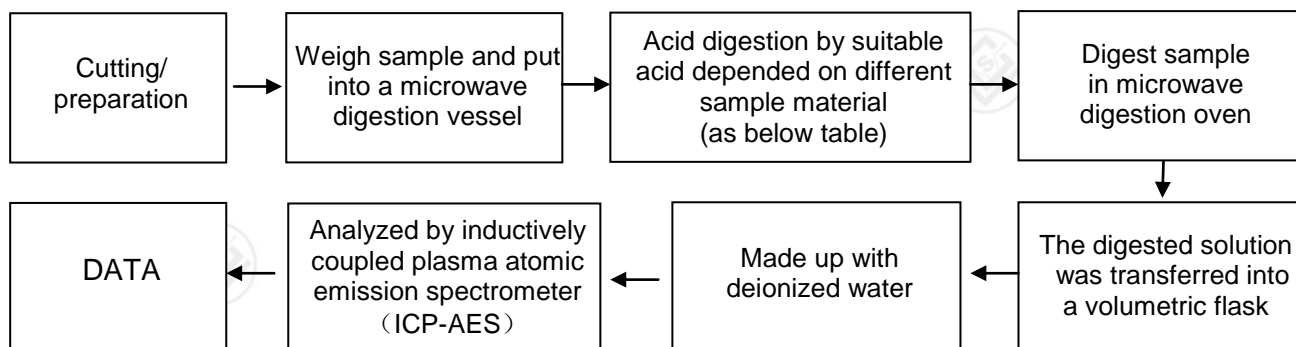 Cutting/
preparation
Weigh sample and put
into a microwave
digestion vessel
Acid digestion by suitable
acid depended on different
sample material
(as below table)
Digest sample
in microwave
digestion oven
The digested solution
was transferred into
a volumetric flask
Made up with
deionized water
Analyzed by inductively
coupled plasma atomic
emission spectrometer
（ICP-AES）
DATA